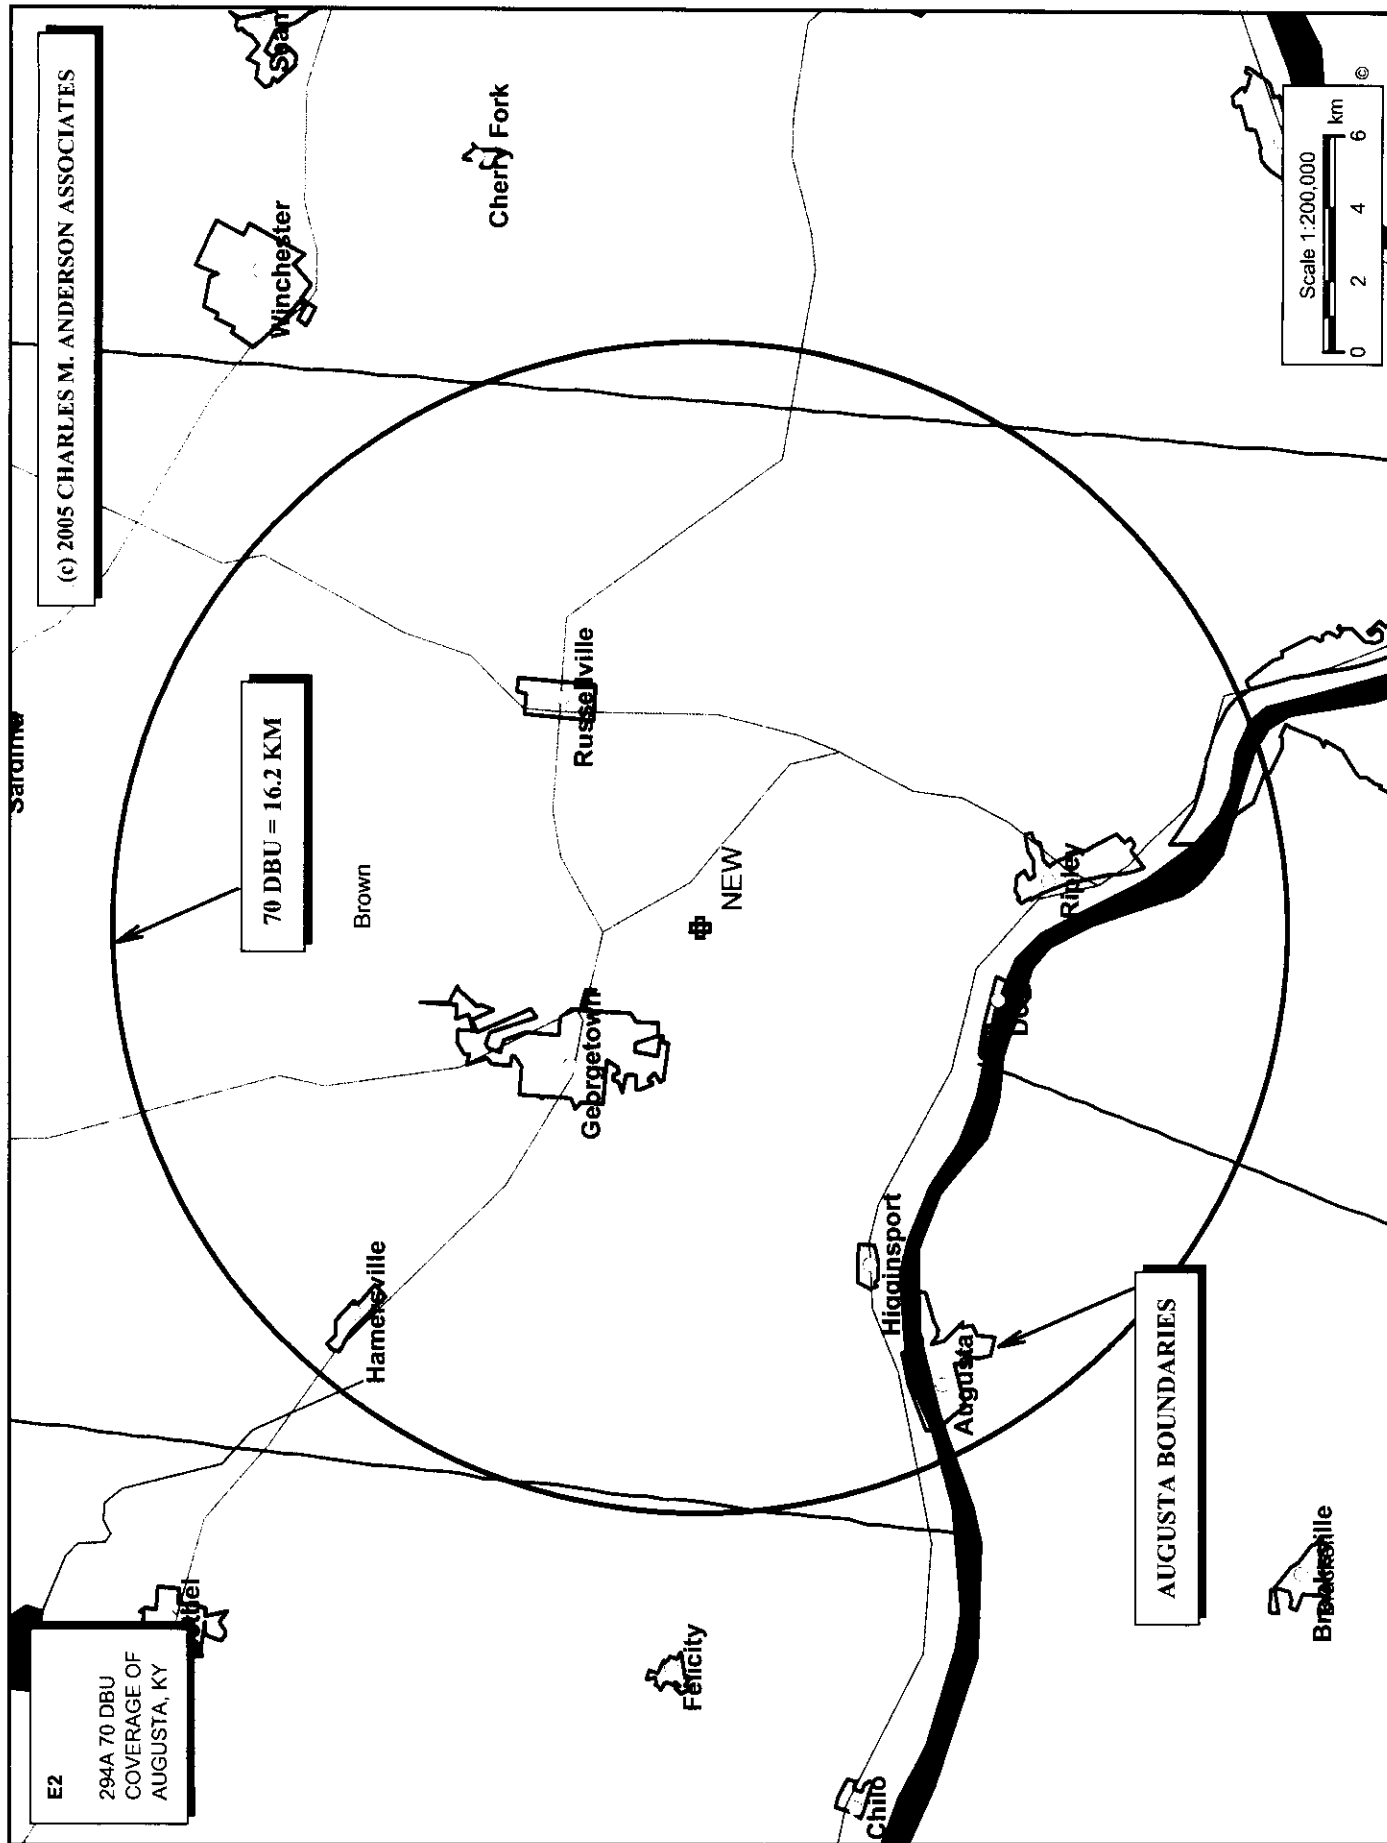 E2
294A 70 DBU
COVERAGE OF
AUGUSTA, KY
(c) 2005 CHARLES M. ANDERSON ASSOCIATES
70 DBU = 16.2 KM
Winchester
Hamersville
Brown
Cherry Fork
Georgetown
Russellville
Felicity
NEW
Chilo
Higginsport
Augusta
Ripley
AUGUSTA BOUNDARIES
Scale 1:200,000
0 2 4 6
km
©